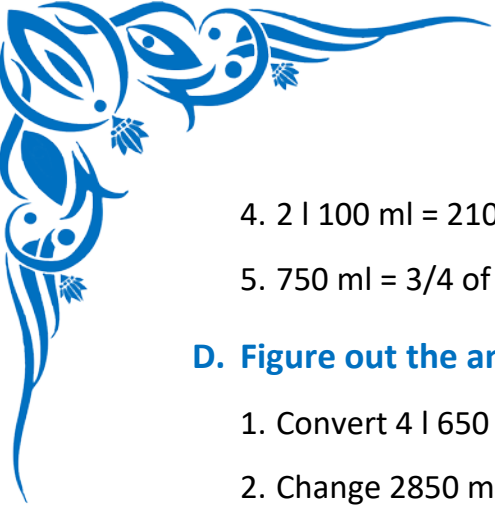 4. 2 l 100 ml = 210
5. 750 ml = 3/4 of
D. Figure out the a
1. Convert 4 l 650
2. Change 2850 m